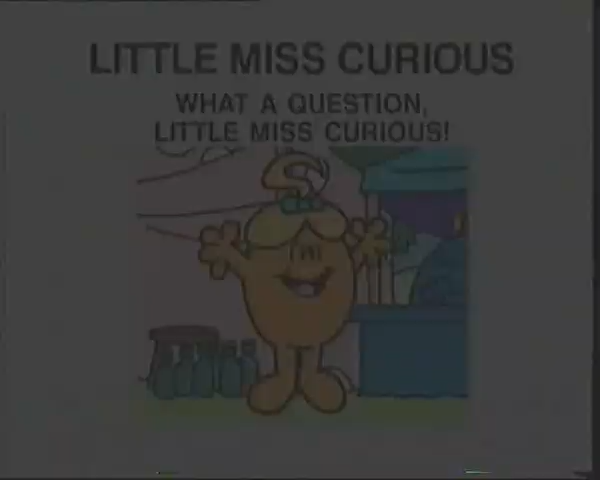 LITTLE MISS CURIOUS
WHAT A QUESTION,
LITTLE MISS CURIOUS!